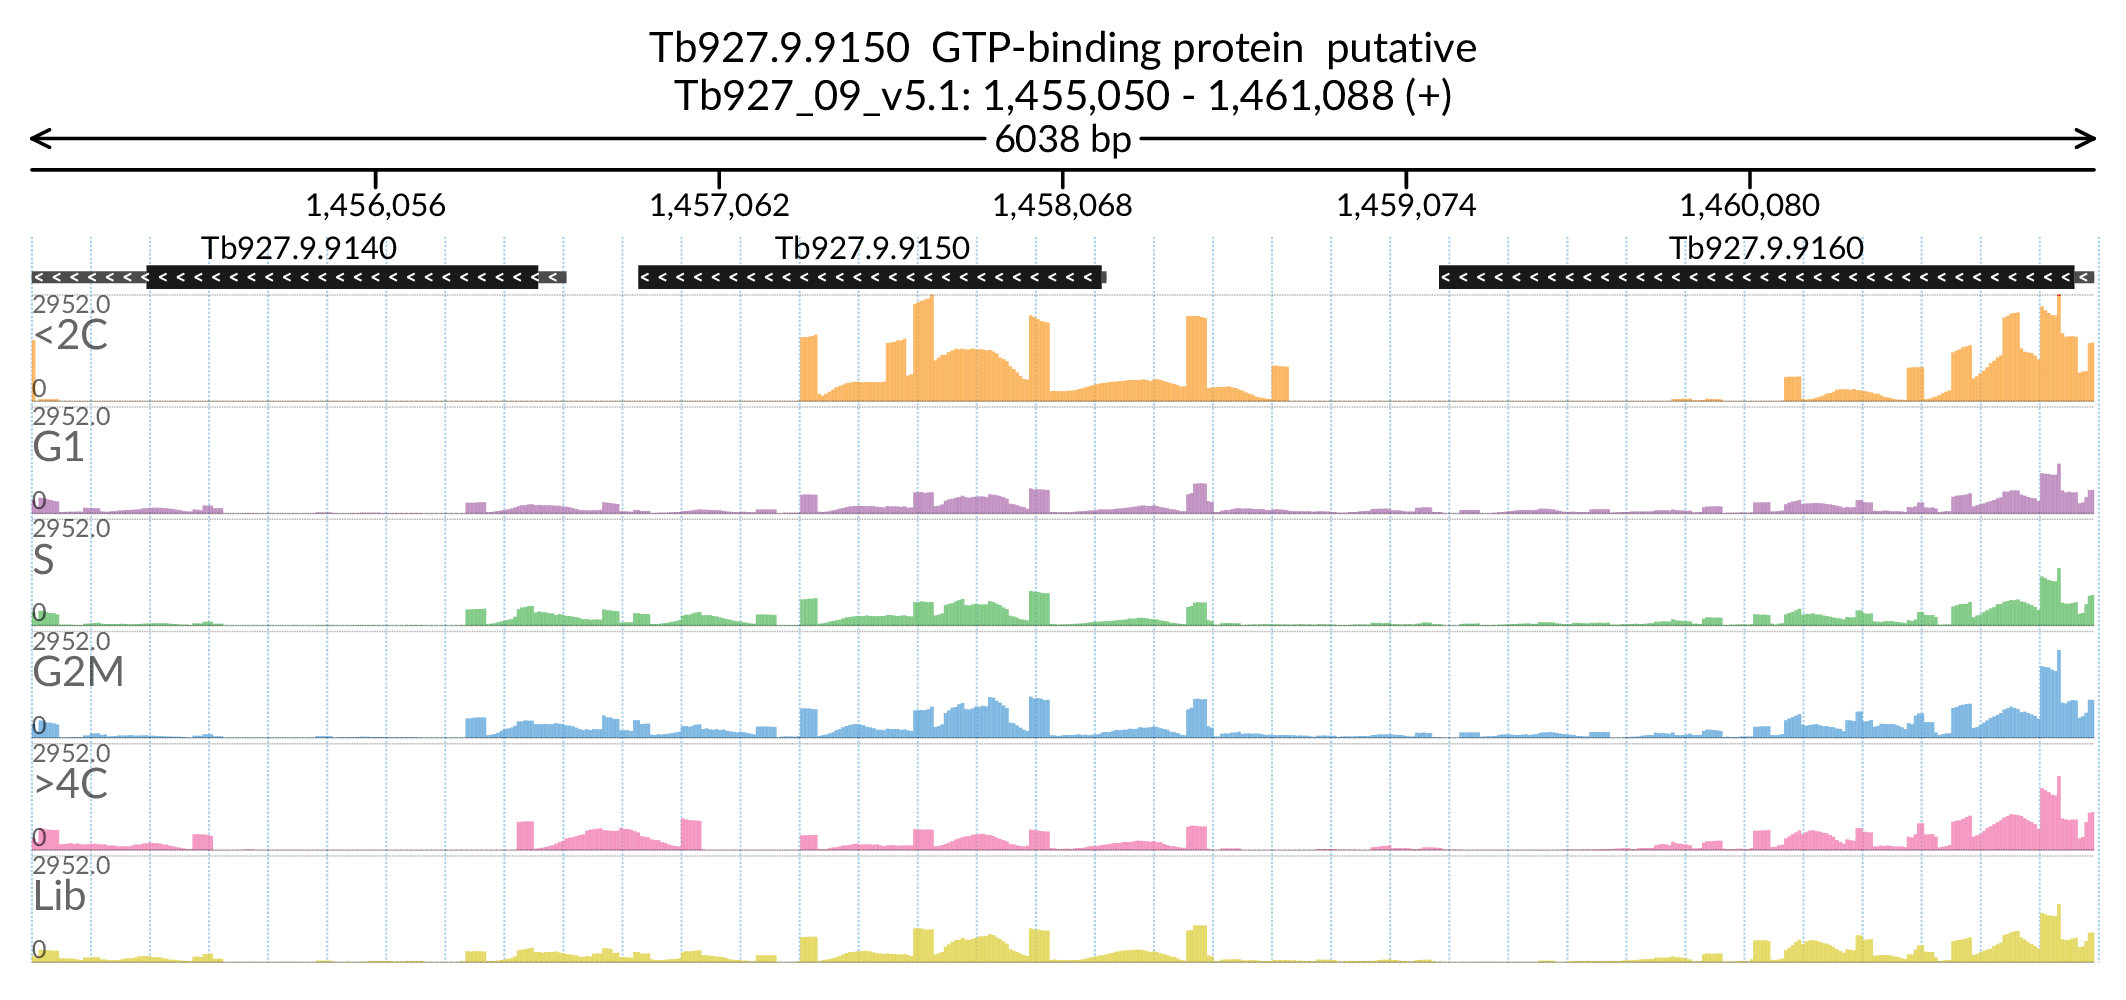 Tb927.9.9150  GTP-binding protein  putative
Tb927_09_v5.1: 1,455,050 - 1,461,088 (+)
6038 bp
1,456,056 1,457,062 1,458,068 1,459,074 1,460,080
Tb927.9.9140 Tb927.9.9150 Tb927.9.9160
2952.0
<2C
0
2952.0
G1
0
2952.0
S
0
2952.0
G2M
0
2952.0
>4C
0
2952.0
Lib
0